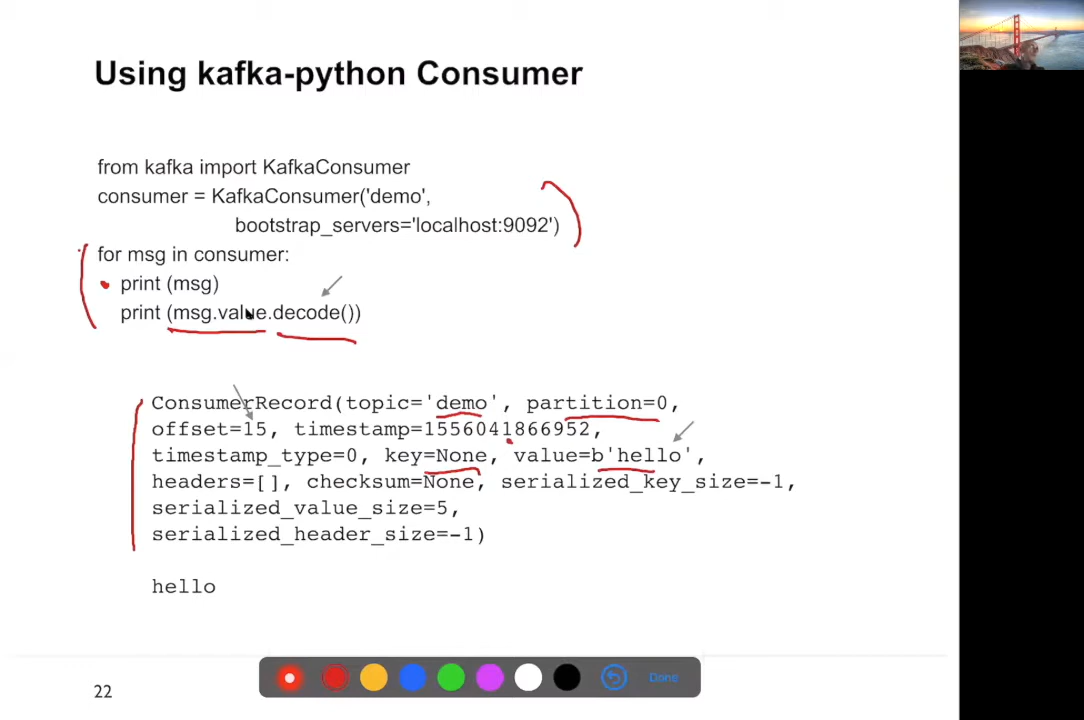 Using kafka-python Consumer
from kafka import KafkaConsumer
consumer = KafkaConsumer('demo',
bootstrap_servers='localhost:9092')
for msg in consumer:
print (msg)
print (msg.value.decode())
ConsumerRecord(topic='demo', partition=0,
offset=15, timestamp=1556041866952,
timestamp_type=0, key=None, value=b'hello',
headers=[], checksum=None, serialized_key_size=-1,
serialized_value_size=5,
serialized_header_size=-1)
hello
Done
22